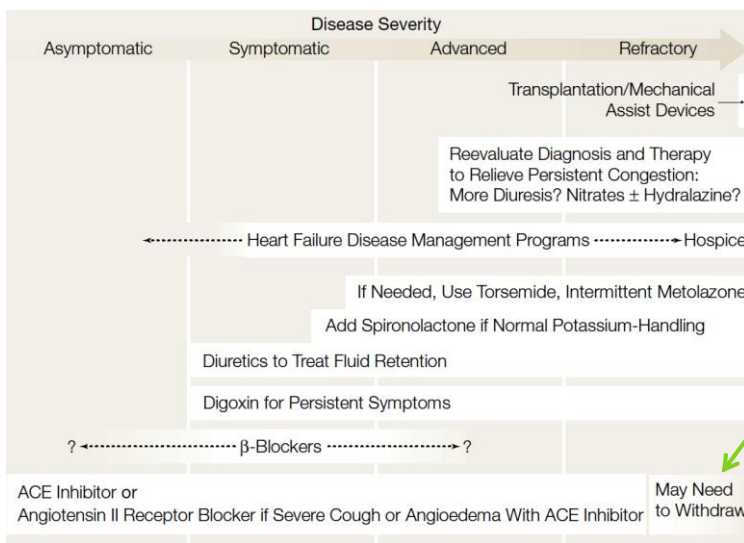 Disease Severity
Asymptomatic Symptomatic Advanced Refractory
Transplantation/Mechanical
Assist Devices
Reevaluate Diagnosis and Therapy
to Relieve Persistent Congestion:
More Diuresis? Nitrates ± Hydralazine?
Heart Failure Disease Management Programs Hospice
If Needed, Use Torsemide, Intermittent Metolazone
Add Spironolactone if Normal Potassium-Handling
Diuretics to Treat Fluid Retention
Digoxin for Persistent Symptoms
? β-Blockers ?
ACE Inhibitor or
Angiotensin II Receptor Blocker if Severe Cough or Angioedema With ACE Inhibitor
May Need
to Withdraw